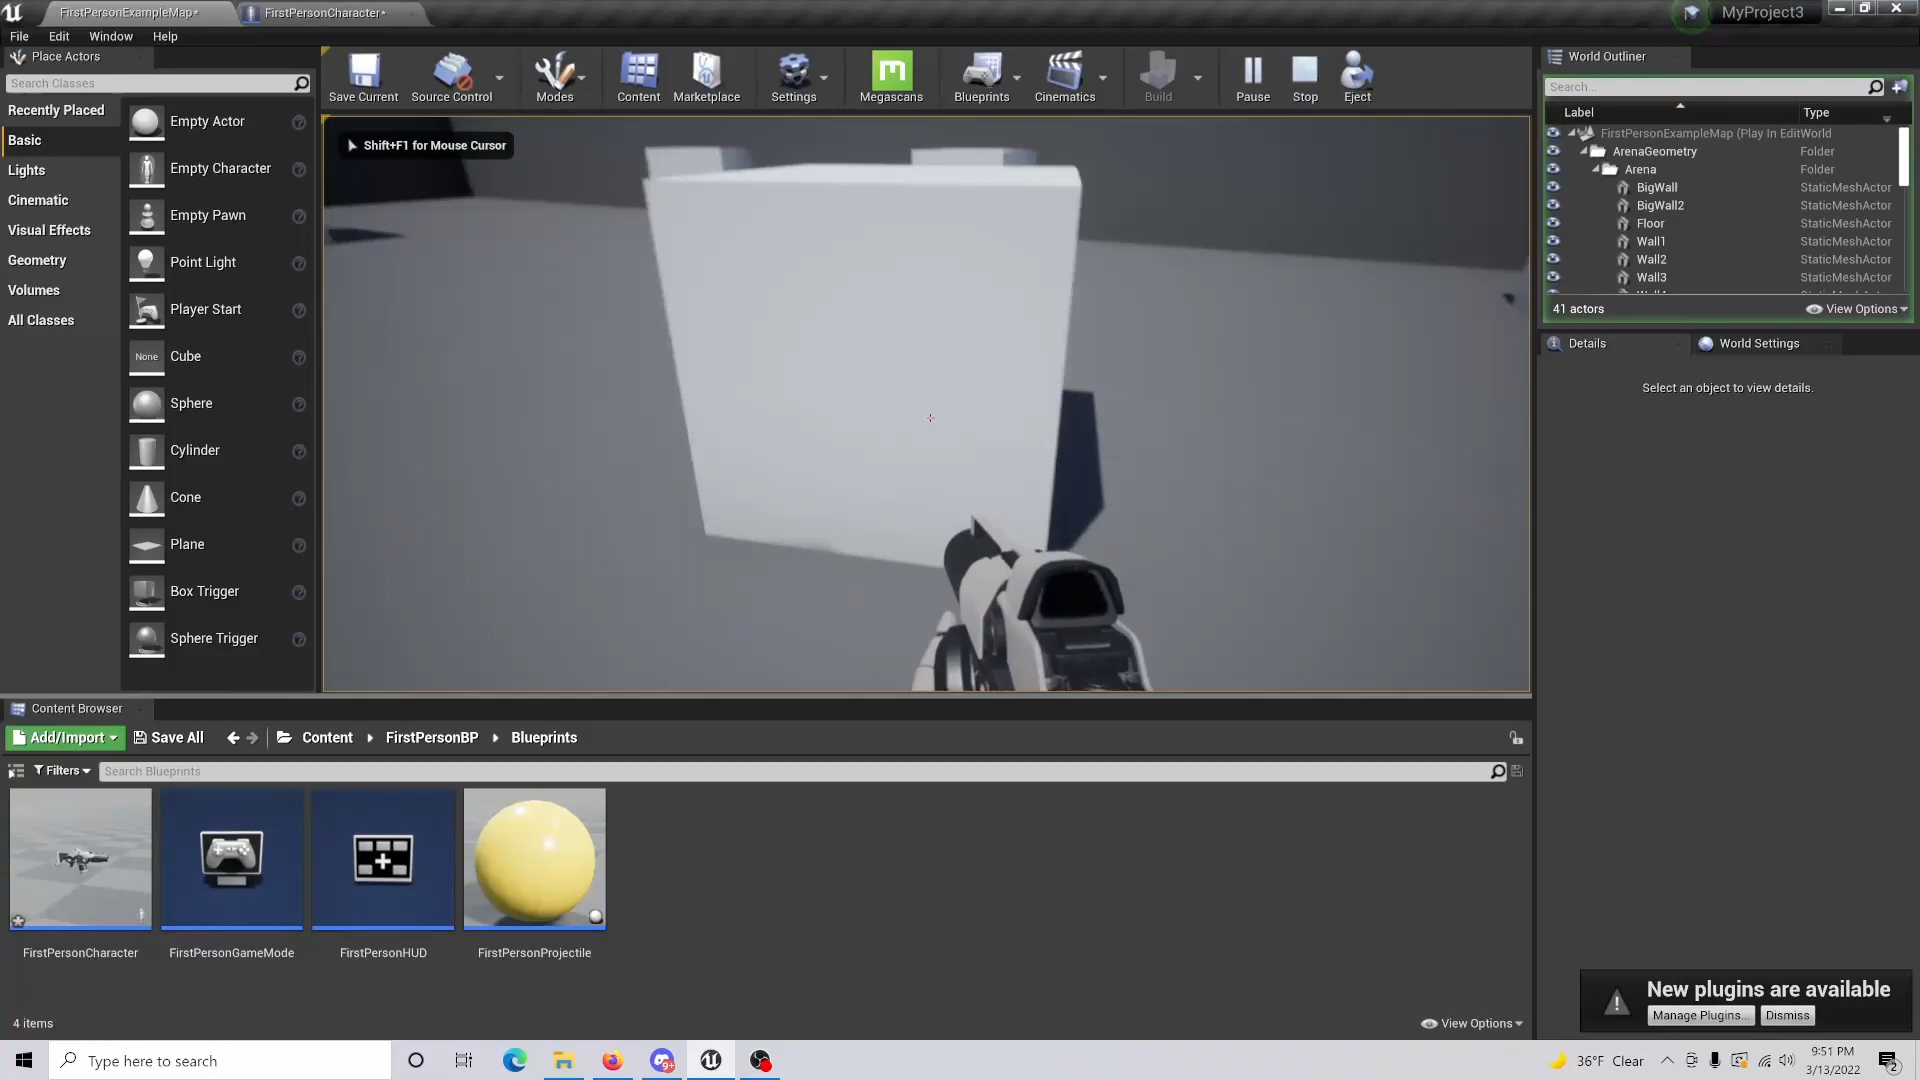 FirstPersonExampleMap*
FirstPersonCharacter*
MyProject3
File Edit Window Help
Place Actors
Search Classes
Recently Placed
Basic
Lights
Cinematic
Visual Effects
Geometry
Volumes
All Classes
Empty Actor
Empty Character
Empty Pawn
Point Light
Player Start
None
Cube
Sphere
Cylinder
Cone
Plane
Box Trigger
Sphere Trigger
Save Current
Source Control
Modes
Content
Marketplace
Settings
Megascans
Blueprints
Cinematics
Build
Pause
Stop
Eject
Shift+F1 for Mouse Cursor
World Outliner
Search...
Label Type
FirstPersonExampleMap (Play In EditWorld
ArenaGeometry Folder
Arena Folder
BigWall StaticMeshActor
BigWall2 StaticMeshActor
Floor StaticMeshActor
Wall1 StaticMeshActor
Wall2 StaticMeshActor
Wall3 StaticMeshActor
41 actors
View Options
Details
World Settings
Select an object to view details.
Content Browser
Add/Import
Save All
Content
FirstPersonBP
Blueprints
Filters
Search Blueprints
FirstPersonCharacter
FirstPersonGameMode
FirstPersonHUD
FirstPersonProjectile
4 items
View Options
New plugins are available
Manage Plugins...
Dismiss
Type here to search
9+
36°F Clear
9:51 PM
3/13/2022
2